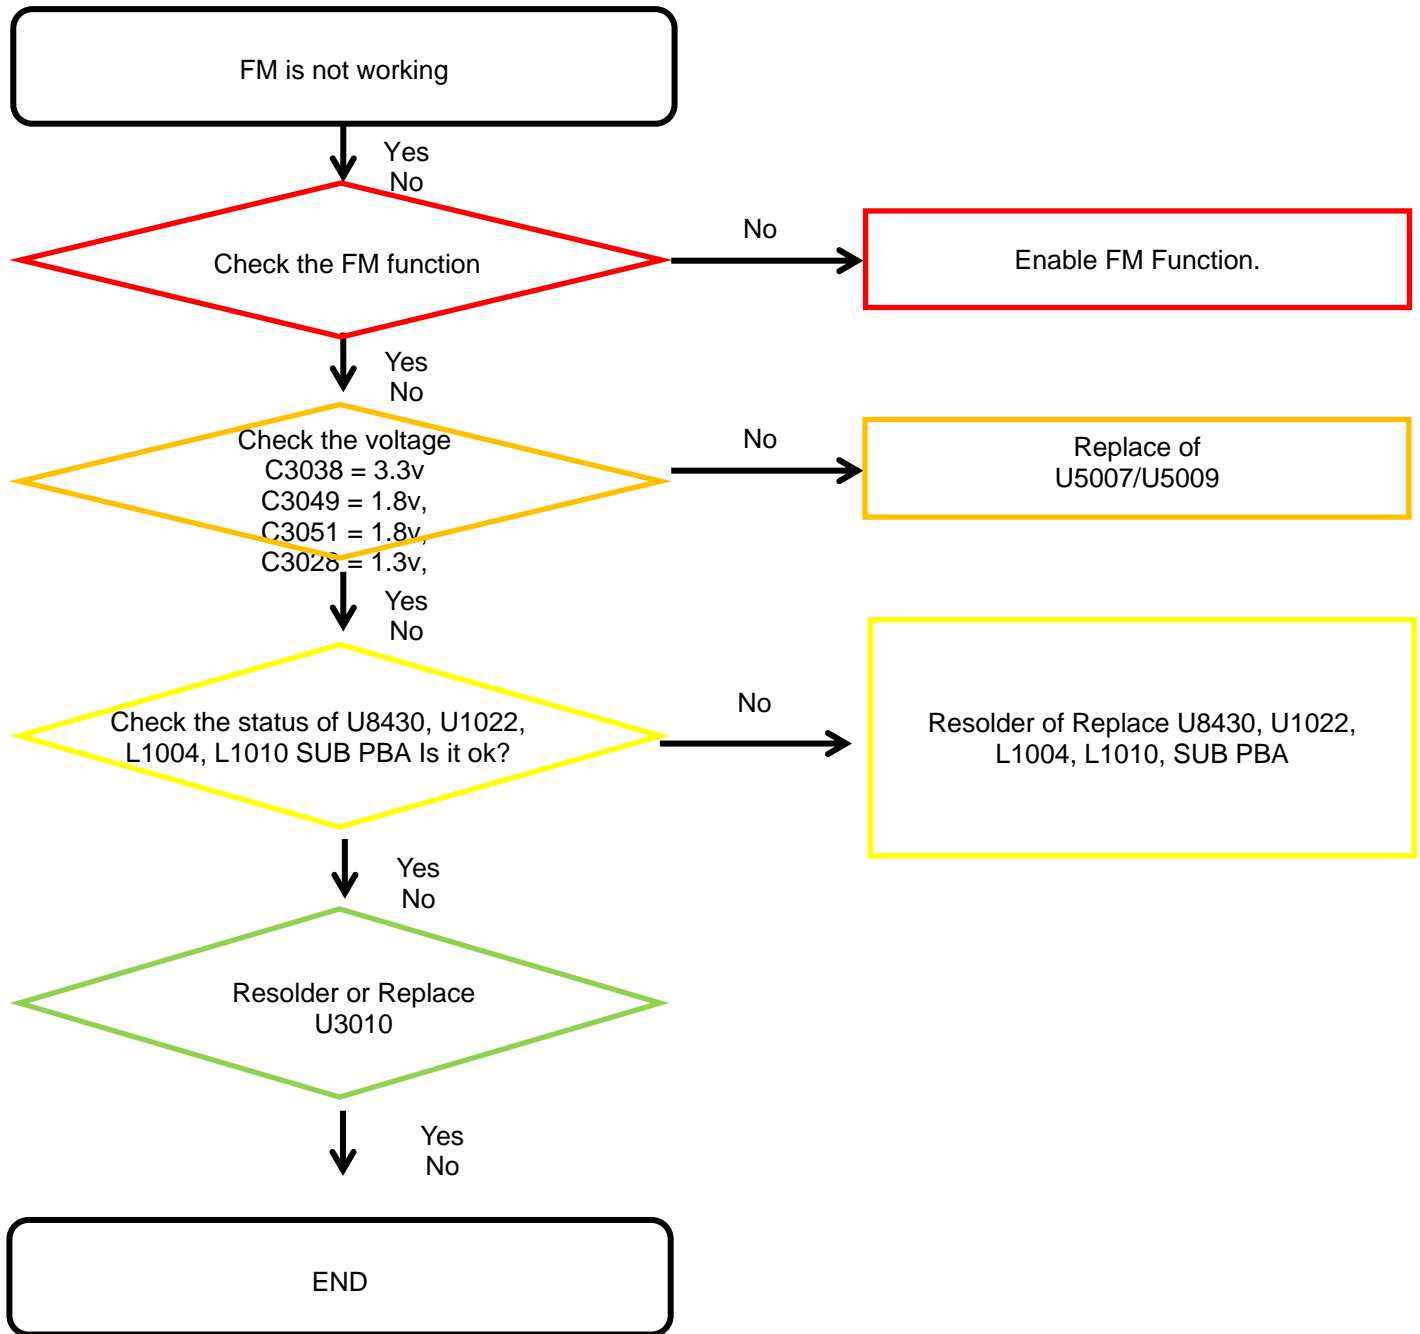 FM is not working
Yes
No
Check the FM function
No
Enable FM Function.
Yes
No
Check the voltage
C3038 = 3.3v
C3049 = 1.8v,
C3051 = 1.8v,
C3028 = 1.3v,
No
Replace of
U5007/U5009
Yes
No
Check the status of U8430, U1022,
L1004, L1010 SUB PBA Is it ok?
No
Resolder of Replace U8430, U1022,
L1004, L1010, SUB PBA
Yes
No
Resolder or Replace
U3010
Yes
No
END